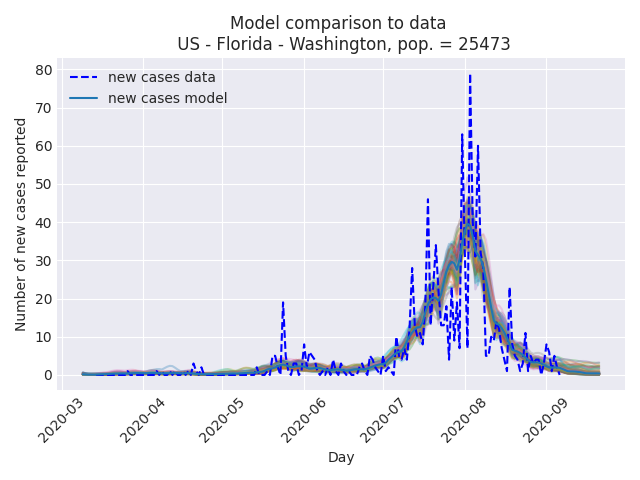 Model comparison to data
US - Florida - Washington, pop. = 25473
80
70
60
50
40
30
20
10
0
Number of new cases reported
new cases data
new cases model
2020-03
2020-04
2020-05
2020-06
2020-07
2020-08
2020-09
Day